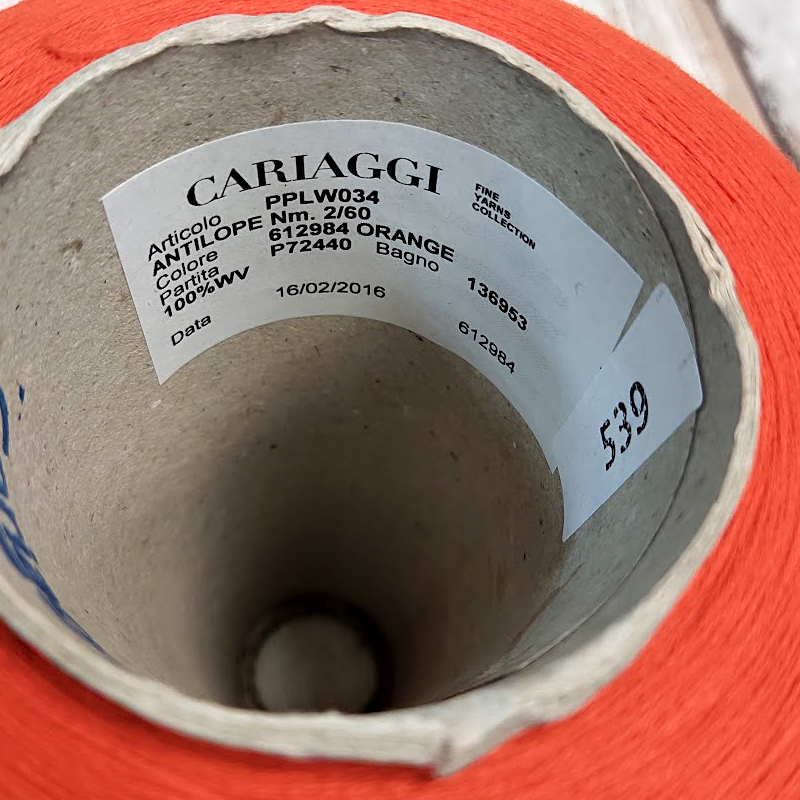 CARIAGGI
FINE
YARNS
COLLECTION
Articolo PPLW034
ANTILOPE Nm. 2/60
Colore 612984 ORANGE
Partita P72440 Bagno 136953
100%WV
Data 16/02/2016 612984
539